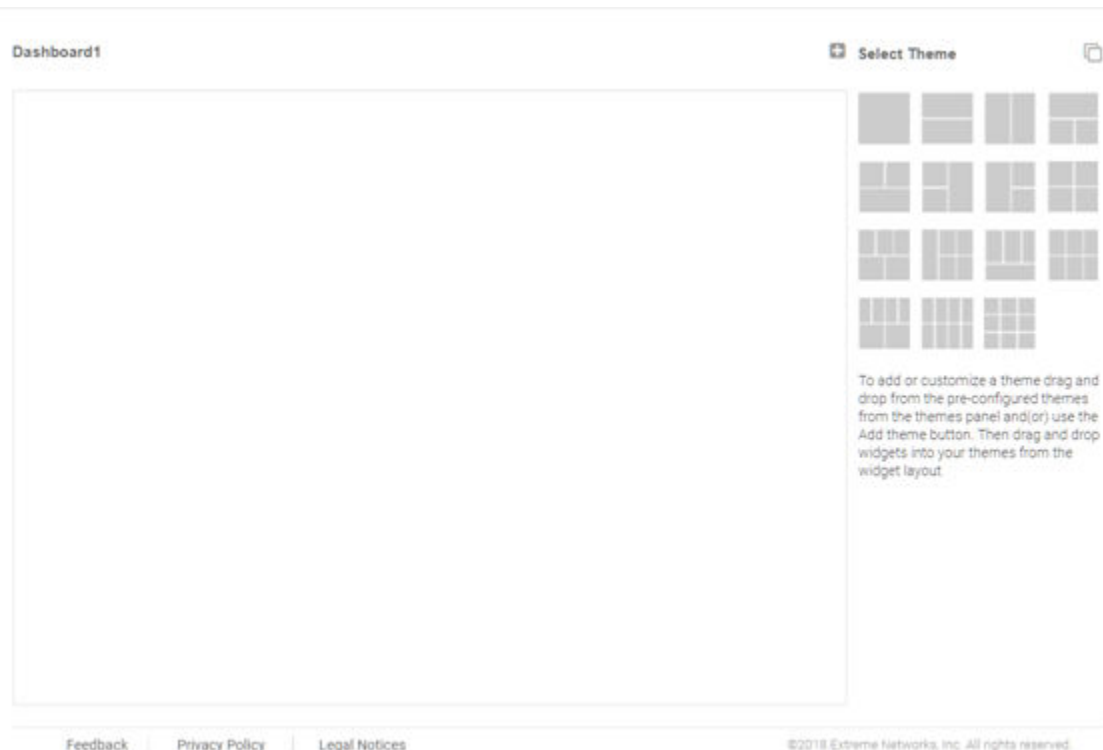 Dashboard1
Select Theme
To add or customize a theme drag and
drop from the pre-configured themes
from the themes panel and(or) use the
Add theme button. Then drag and drop
widgets into your themes from the
widget layout.
Feedback Privacy Policy Legal Notices ©2018 Extreme Networks, Inc. All rights reserved.